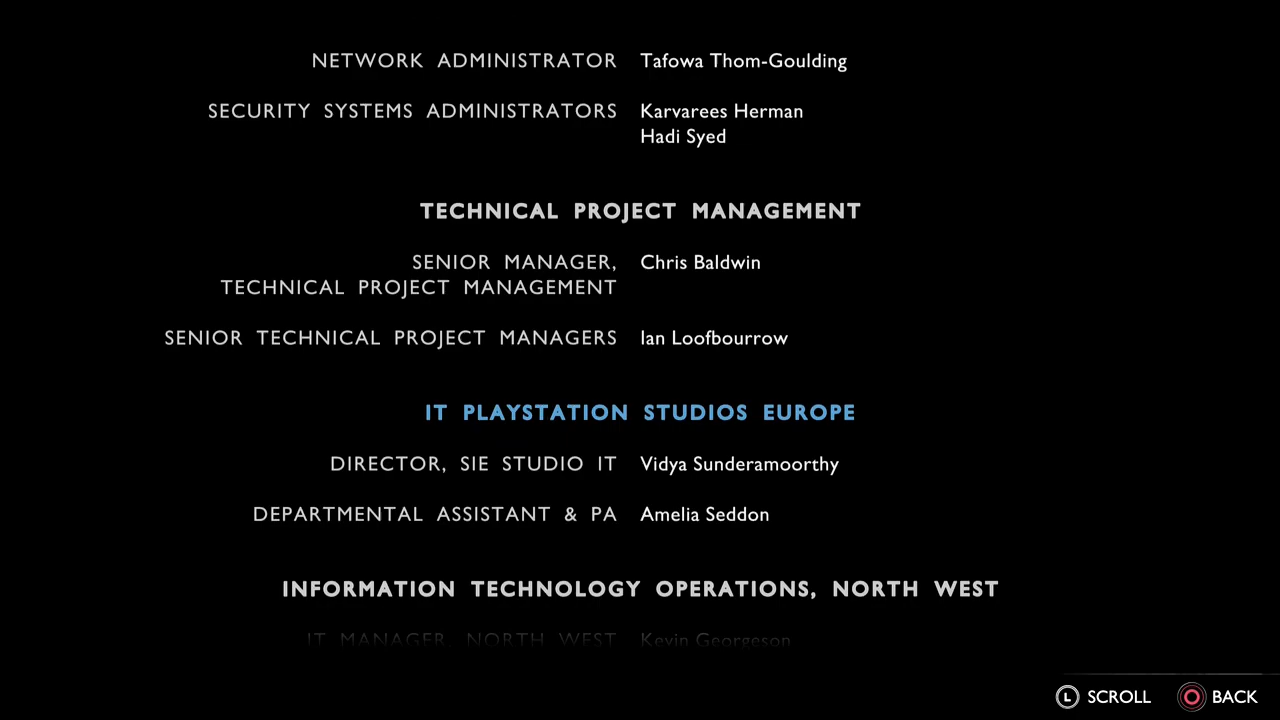 NETWORK ADMINISTRATOR Tafowa Thom-Goulding
SECURITY SYSTEMS ADMINISTRATORS Karvarees Herman
Hadi Syed
TECHNICAL PROJECT MANAGEMENT
SENIOR MANAGER, Chris Baldwin
TECHNICAL PROJECT MANAGEMENT
SENIOR TECHNICAL PROJECT MANAGERS Ian Loofbourrow
IT PLAYSTATION STUDIOS EUROPE
DIRECTOR, SIE STUDIO IT Vidya Sunderamoorthy
DEPARTMENTAL ASSISTANT & PA Amelia Seddon
INFORMATION TECHNOLOGY OPERATIONS, NORTH WEST
IT MANAGER, NORTH WEST Kevin Georgeson
L SCROLL BACK